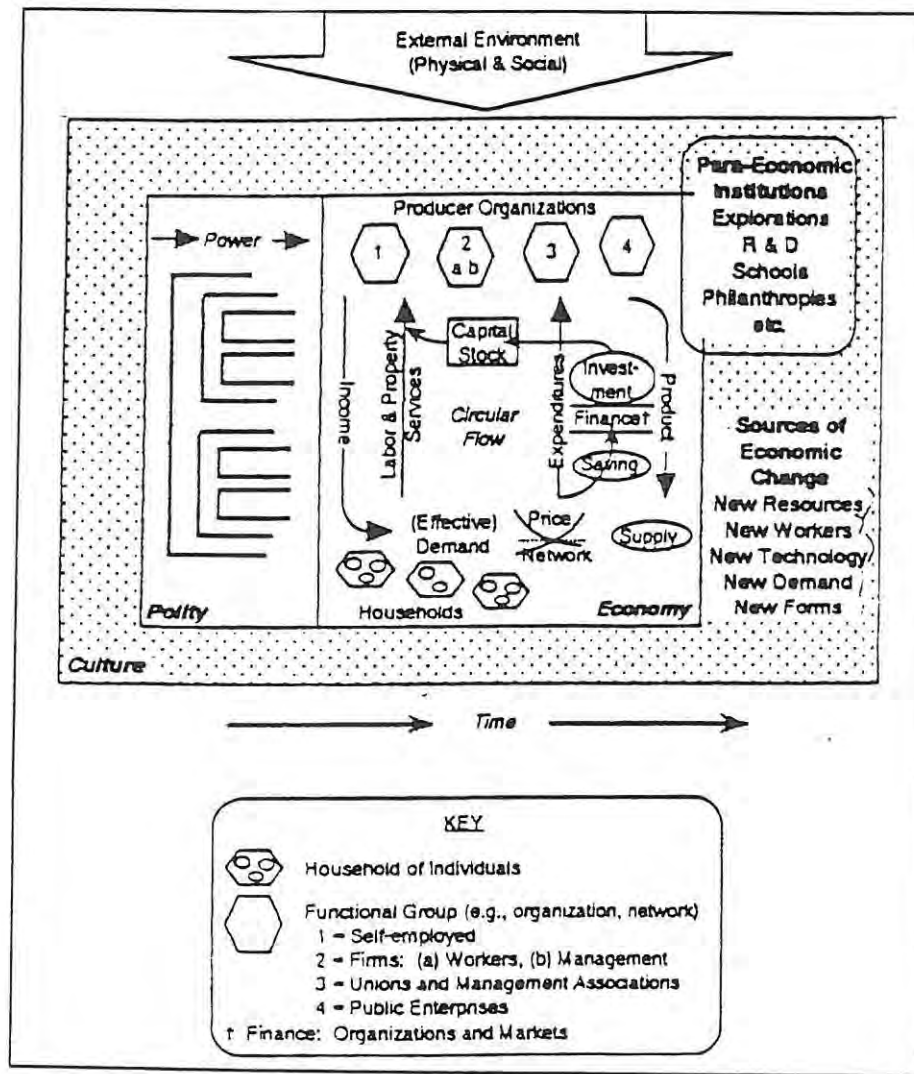 External Environment
(Physical & Social)
Para-Economic
Institutions
Explorations
R & D
Schools
Philanthropies
etc.
Producer Organizations
Power
1
2
a b
3
4
Capital
Stock
Income
Labor & Property
Services
Circular
Flow
Expenditures
Invest-
ment
Finance†
Saving
Product
Sources of
Economic
Change
New Resources
New Workers
New Technology
New Demand
New Forms
(Effective)
Demand
Price
Network
Supply
Households
Polity
Economy
Culture
Time
KEY
Household of Individuals
Functional Group (e.g., organization, network)
1 = Self-employed
2 = Firms: (a) Workers, (b) Management
3 = Unions and Management Associations
4 = Public Enterprises
† Finance: Organizations and Markets